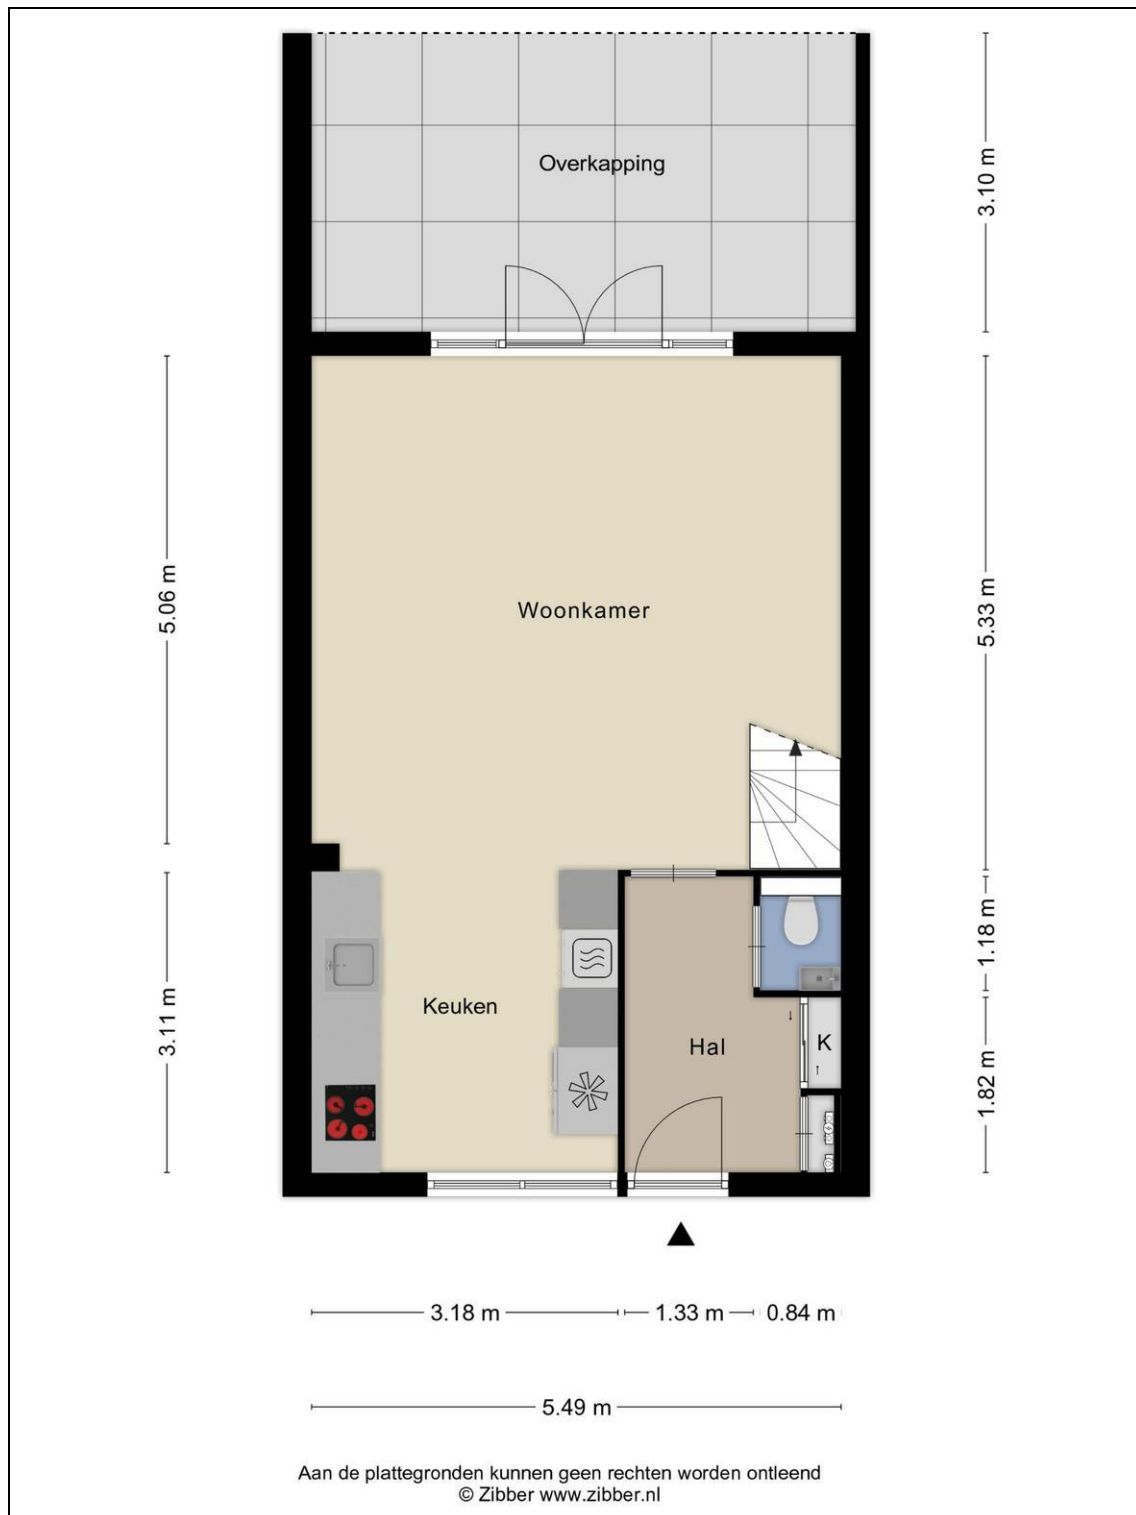 Overkapping
3.10 m
Woonkamer
5.06 m
5.33 m
Keuken
3.11 m
Hal
K
1.18 m
1.82 m
3.18 m
1.33 m
0.84 m
5.49 m
Aan de plattegronden kunnen geen rechten worden ontleend
© Zibber www.zibber.nl